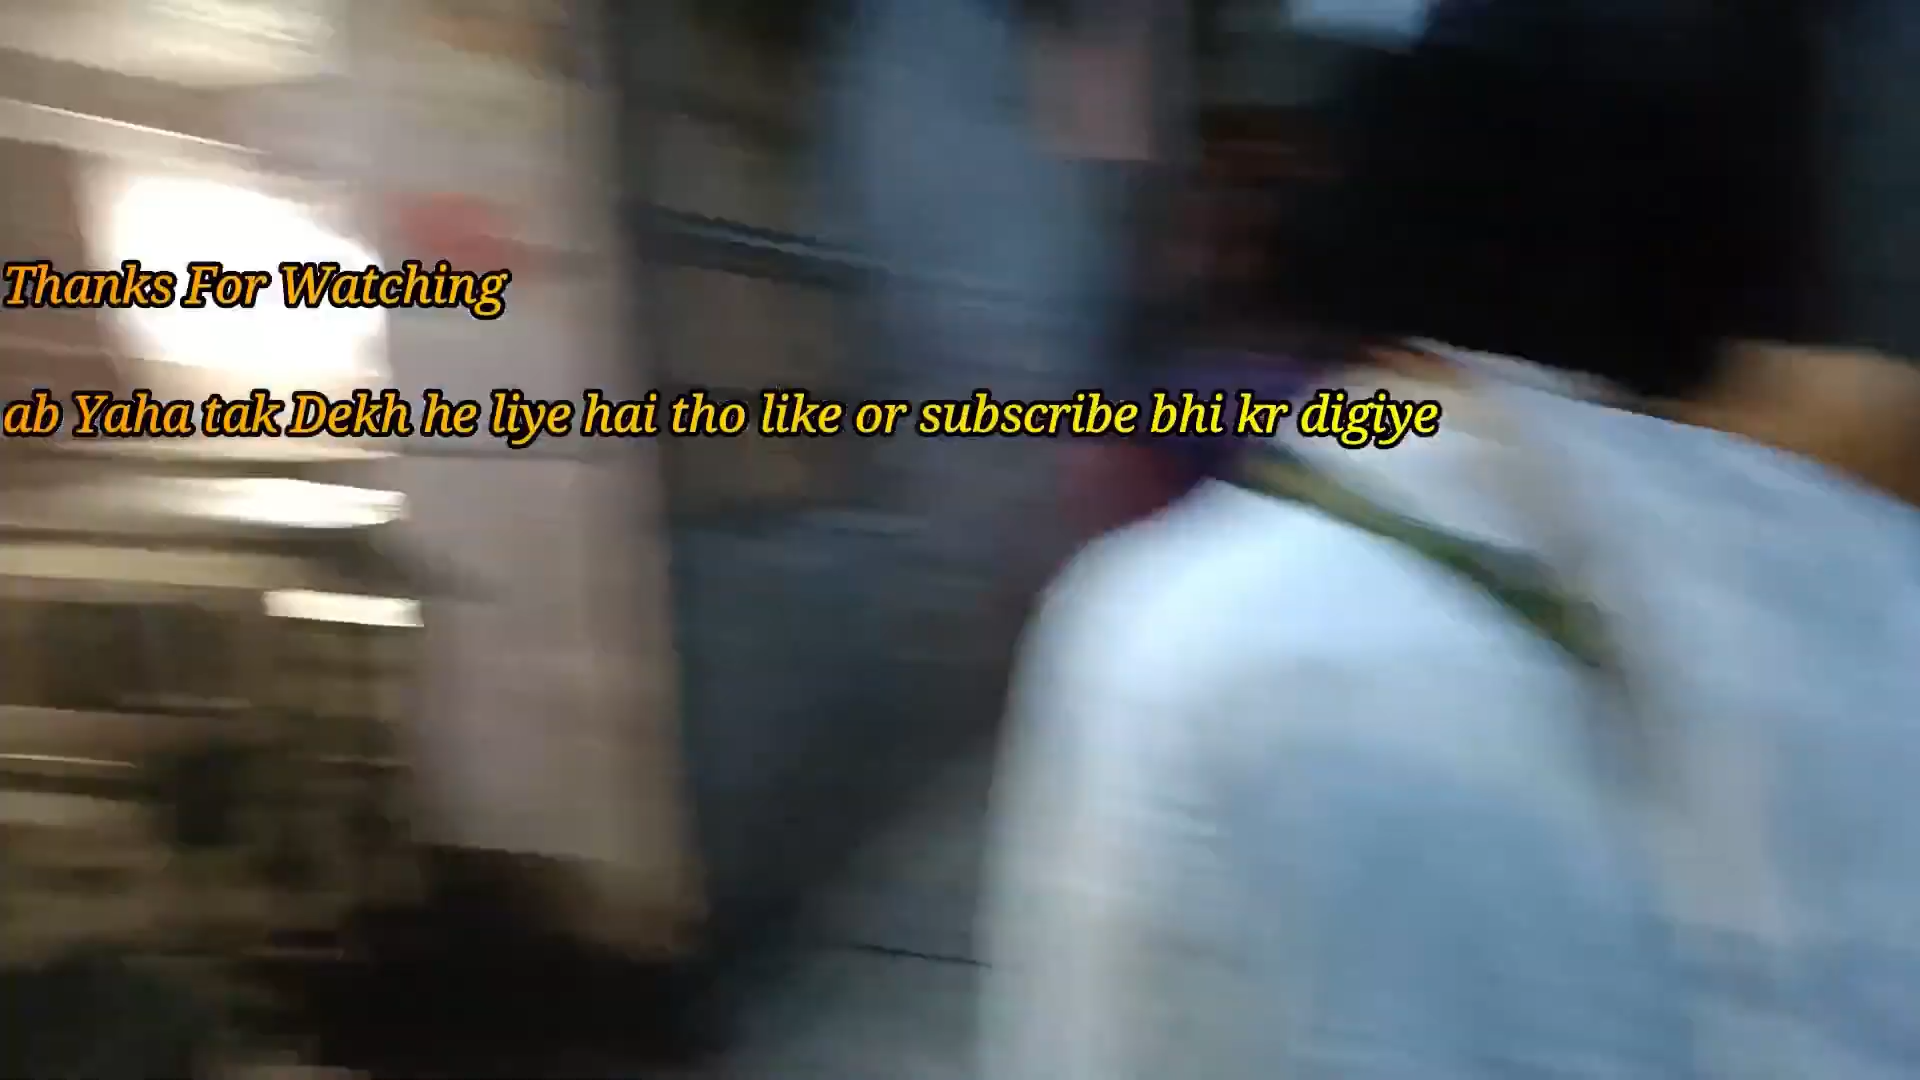 Thanks For Watching
ab Yaha tak Dekh he liye hai tho like or subscribe bhi kr digiye